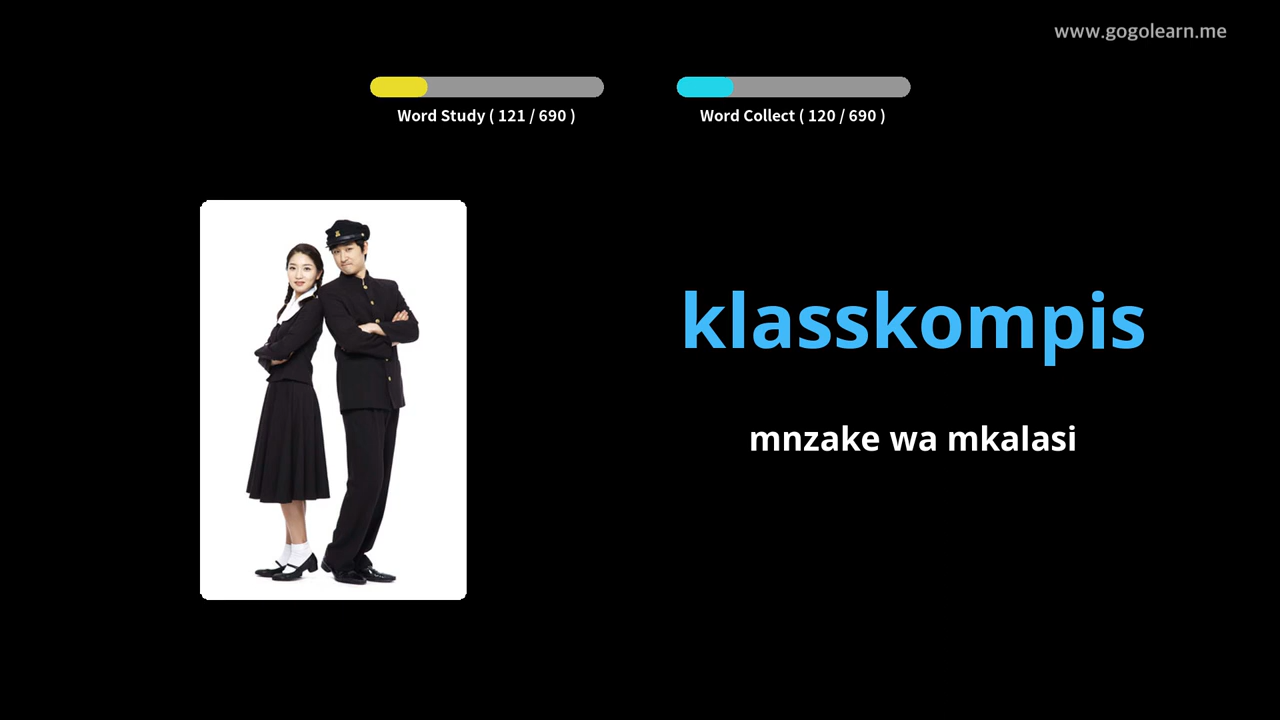 www.gogolearn.me
Word Study ( 121 / 690 )
Word Collect ( 120 / 690 )
klasskompis
mnzake wa mkalasi